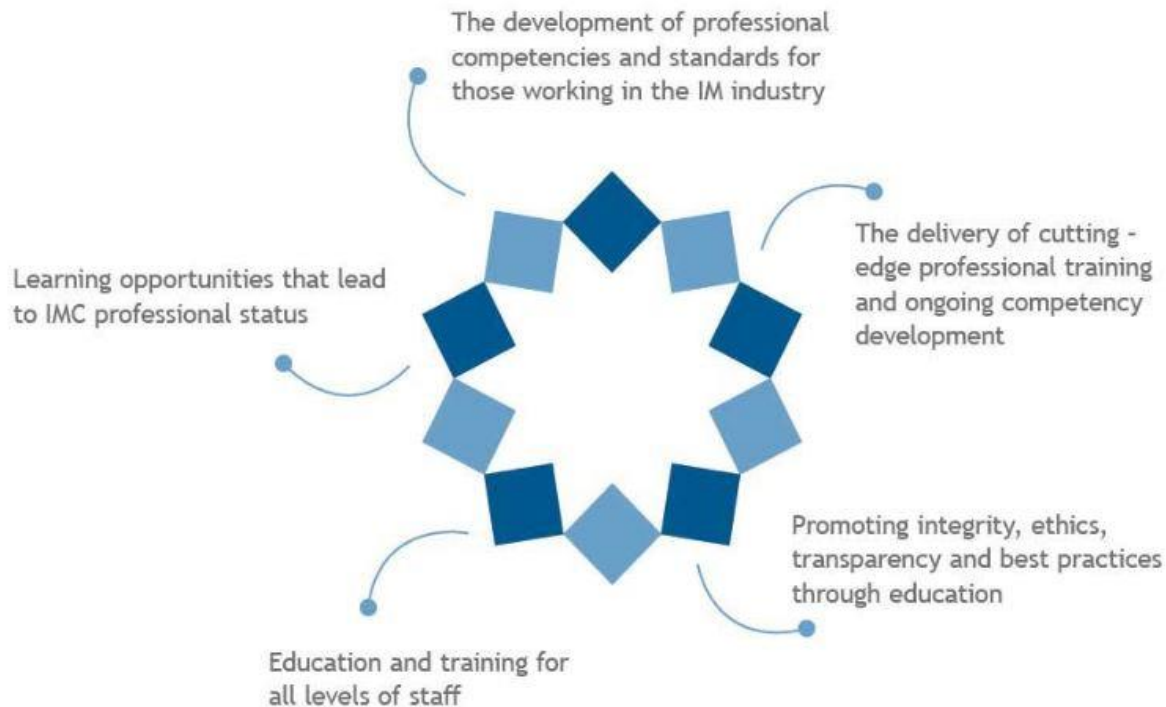 The development of professional
competencies and standards for
those working in the IM industry
The delivery of cutting -
edge professional training
and ongoing competency
development
Learning opportunities that lead
to IMC professional status
Promoting integrity, ethics,
transparency and best practices
through education
Education and training for
all levels of staff